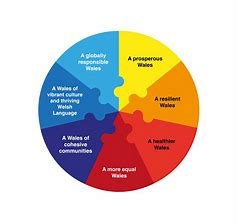 A globally
responsible
Wales
A prosperous
Wales
A resilient
Wales
A healthier
Wales
A more equal
Wales
A Wales of
cohesive
communities
A Wales of
vibrant culture
and thriving
Welsh
Language